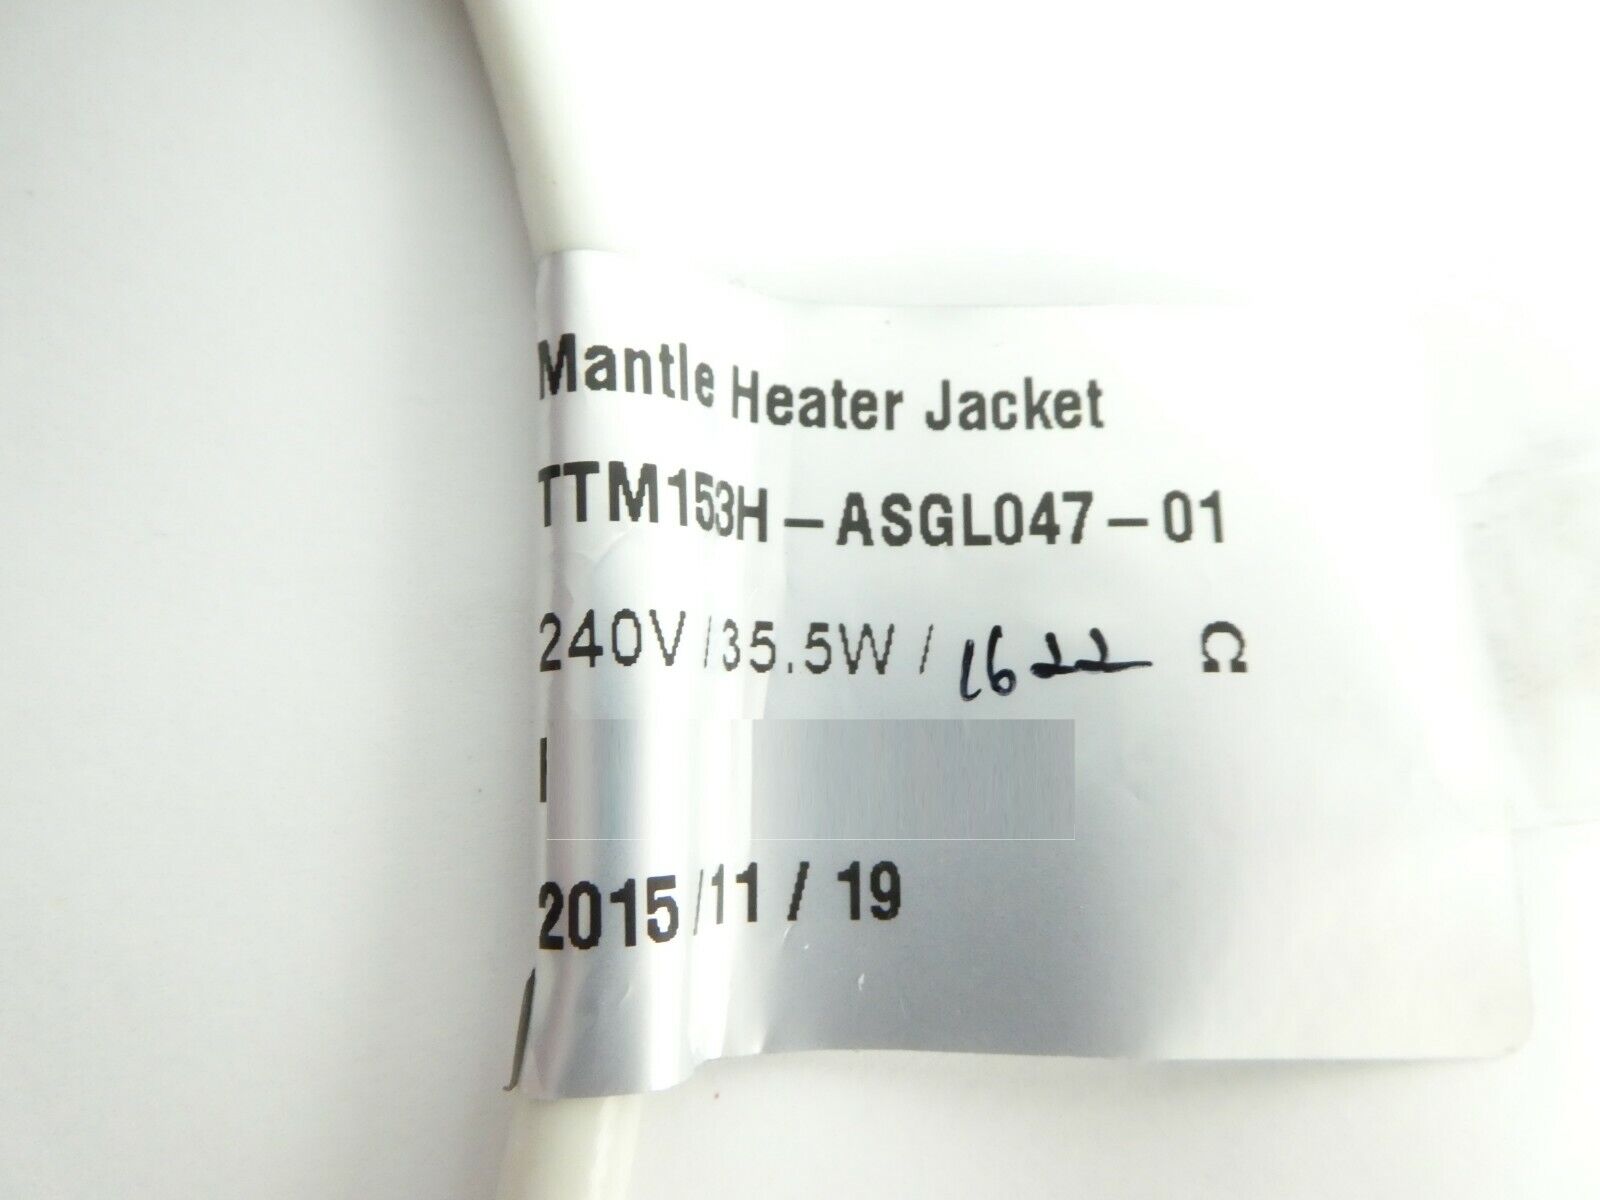 Mantle Heater Jacket
TTM153H-ASGL047-01
240V/35.5W/1622 Ω
2015/11/19